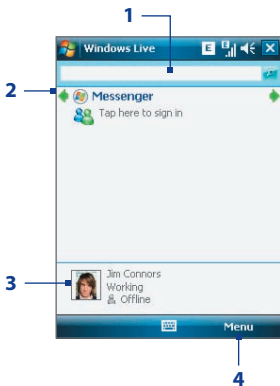 1
Windows Live
E
E
2
Messenger
Tap here to sign in
3
Jim Connors
Working
Offline
Menu
4